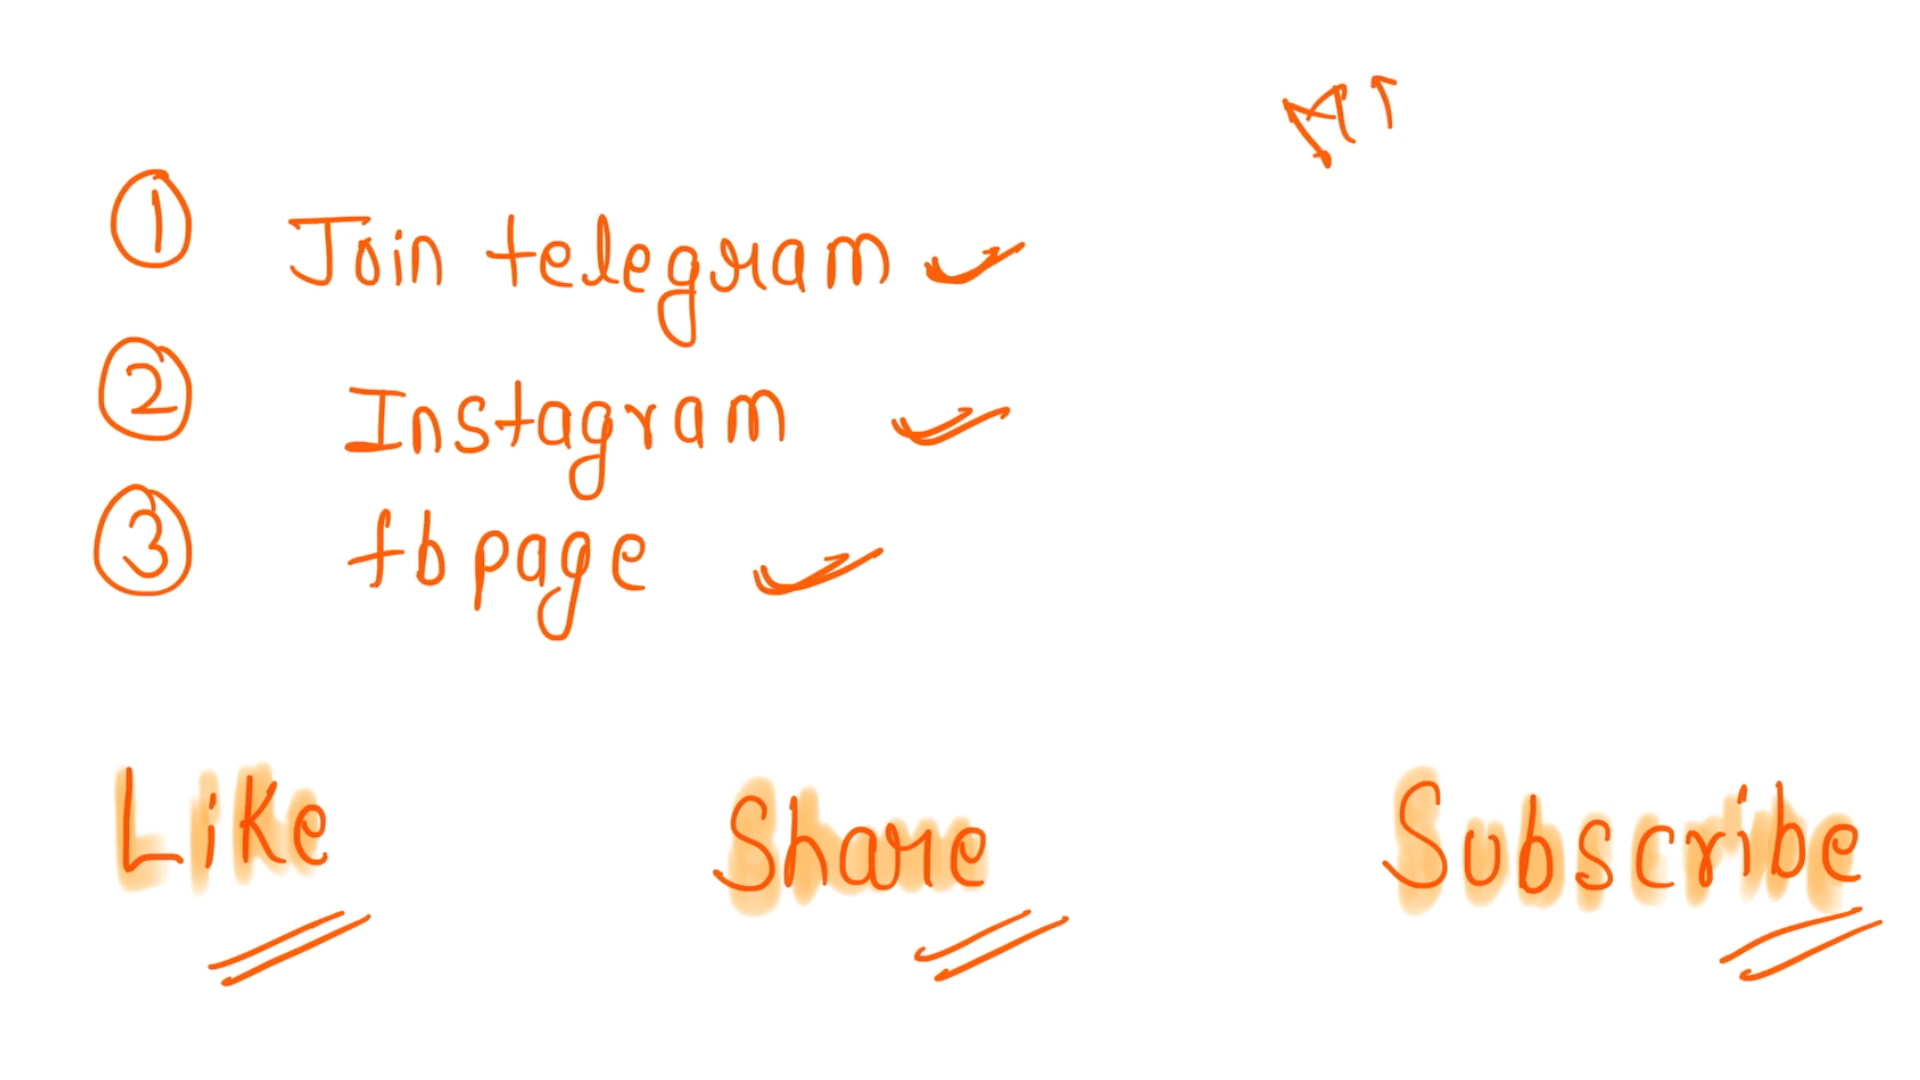 ① Join telegram
② Instagram
③ fb page
Like Share Subscribe